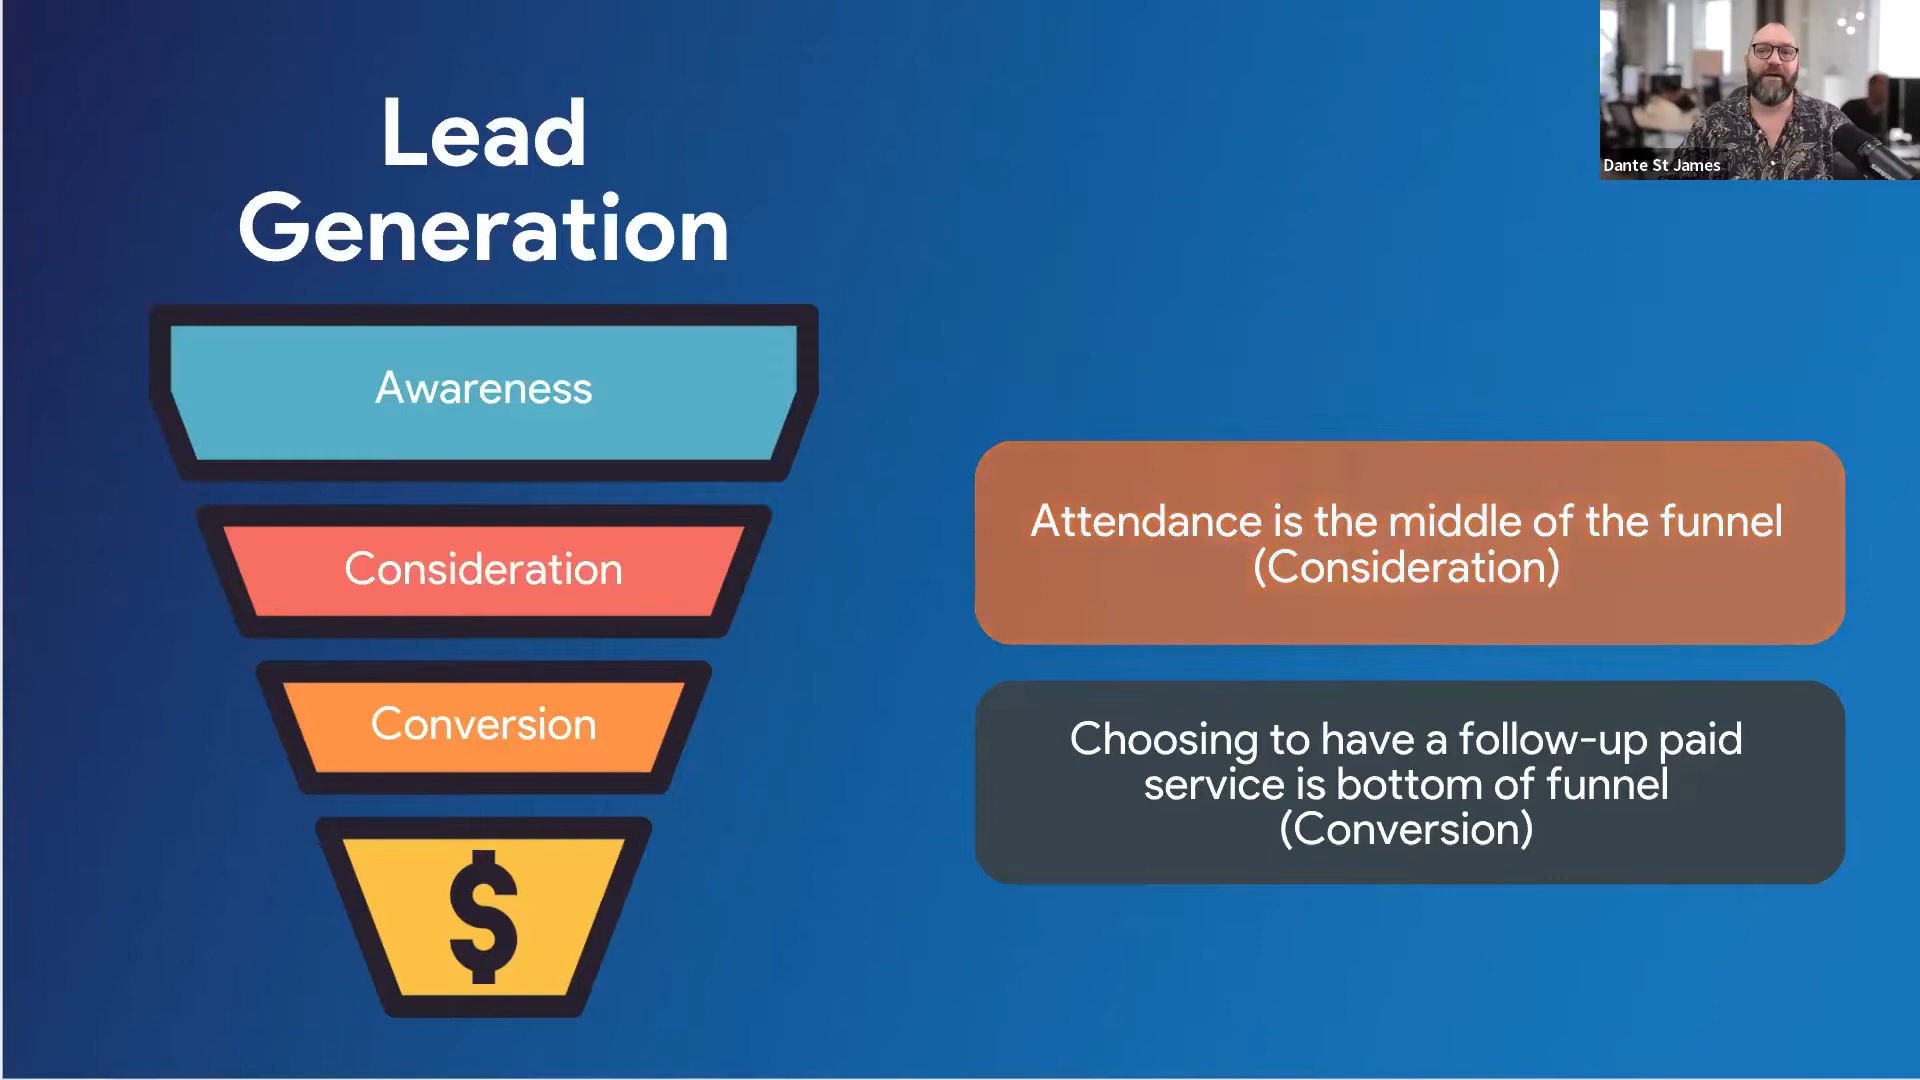 Lead
Generation
Awareness
Consideration
Conversion
$
Attendance is the middle of the funnel
(Consideration)
Choosing to have a follow-up paid
service is bottom of funnel
(Conversion)
Dante St James